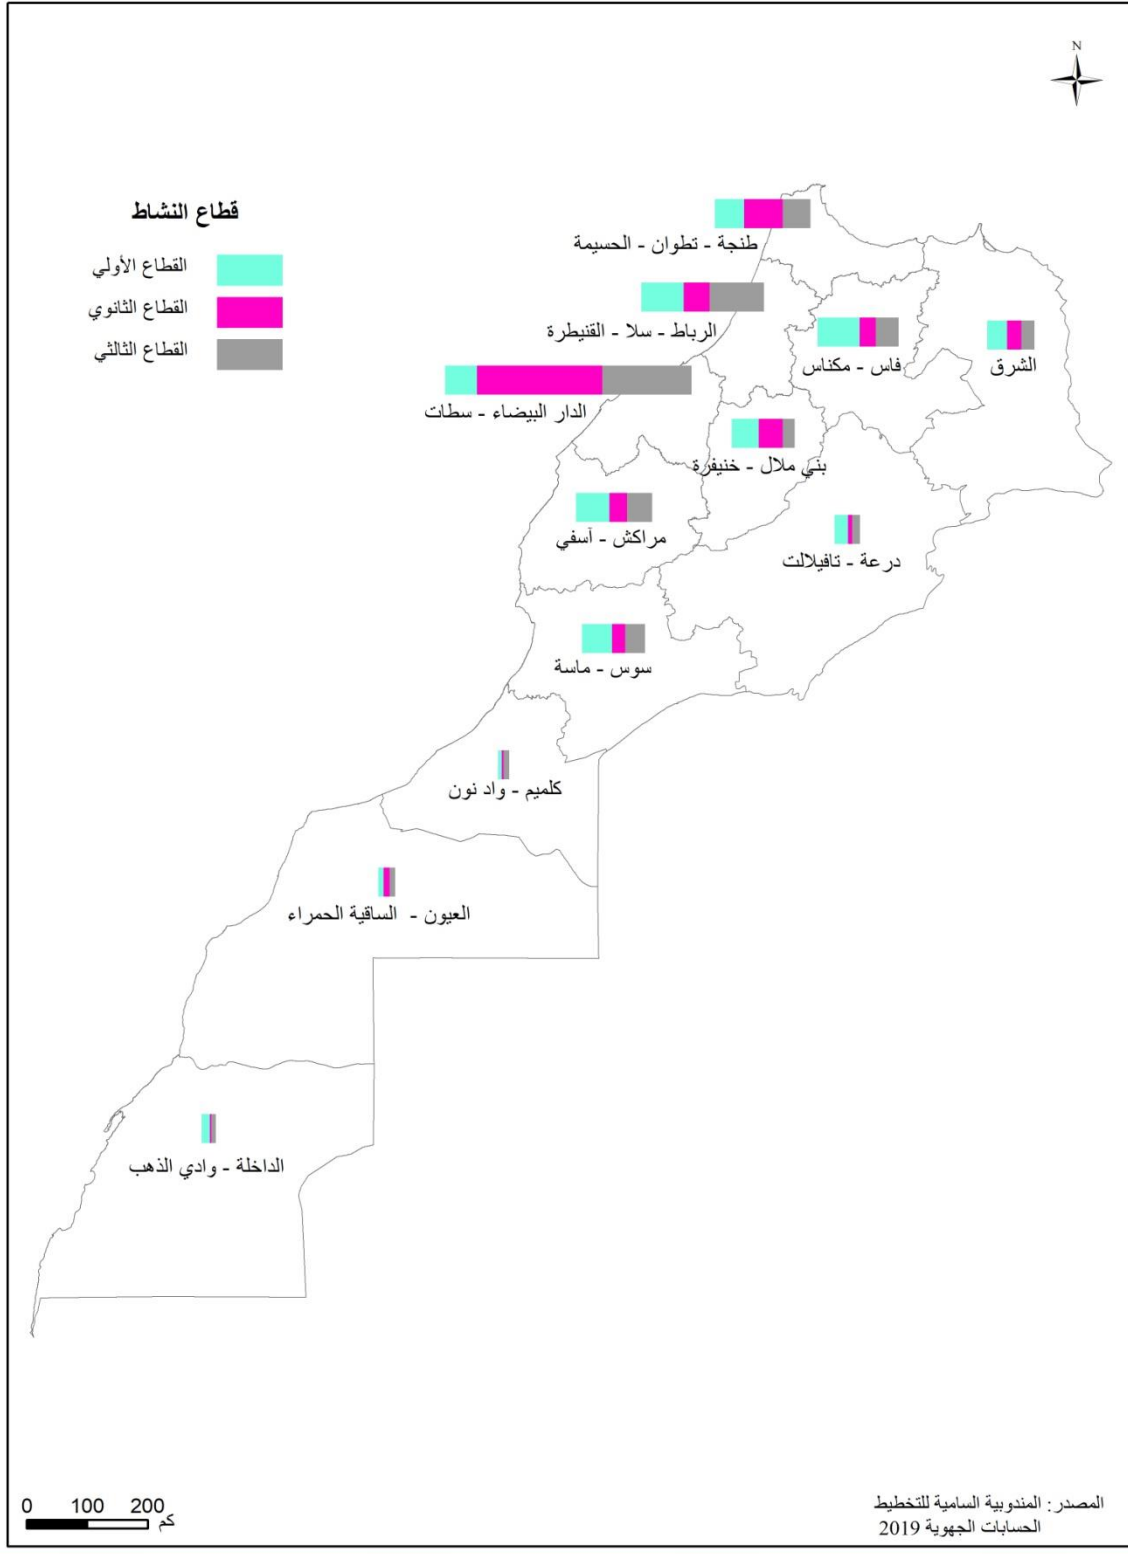 N
قطاع النشاط
القطاع الأولي
القطاع الثانوي
القطاع الثالثي
طنجة - تطوان - الحسيمة
الرباط - سلا - القنيطرة
فاس - مكناس
الشرق
الدار البيضاء - سطات
بني ملال - خنيفرة
مراكش - آسفي
درعة - تافيلالت
سوس - ماسة
كلميم - واد نون
العيون - الساقية الحمراء
الداخلة - وادي الذهب
0 100 200
كم
المصدر: المندوبية السامية للتخطيط
الحسابات الجهوية 2019